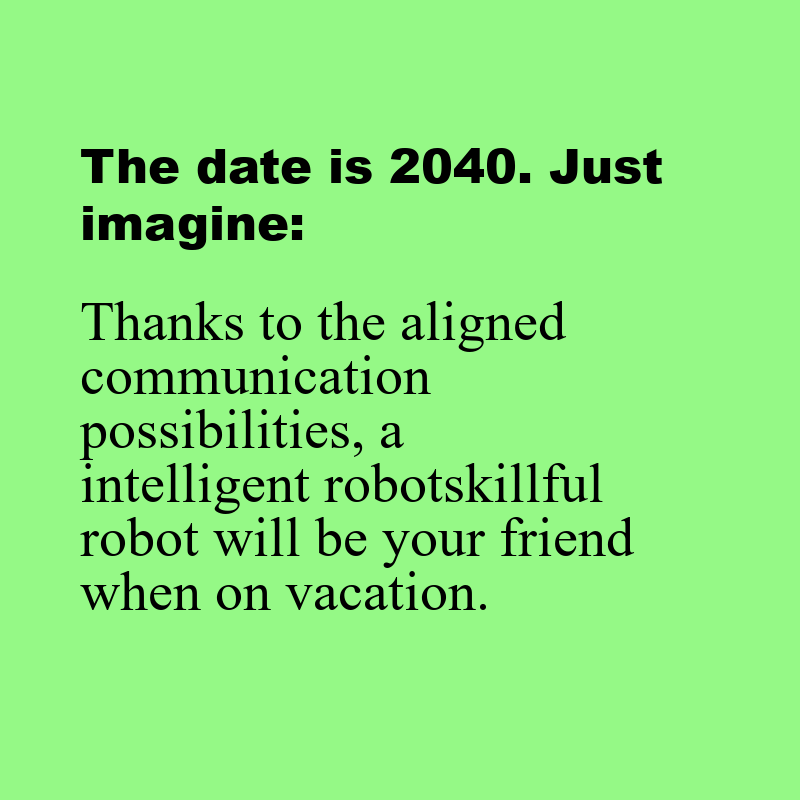 The date is 2040. Just
imagine:
Thanks to the aligned
communication
possibilities, a
intelligent robotskillful
robot will be your friend
when on vacation.